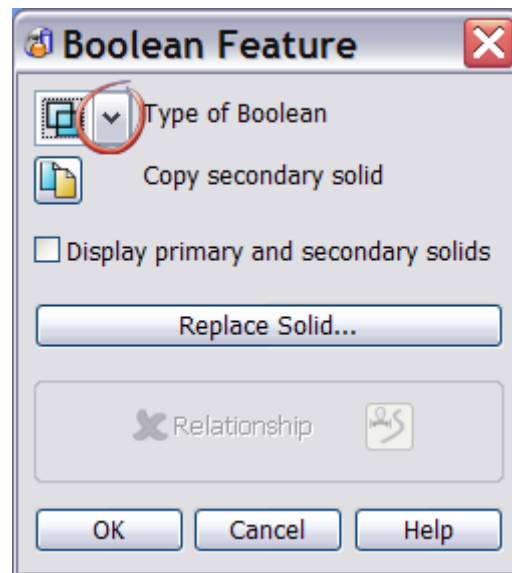 Boolean Feature
Type of Boolean
Copy secondary solid
Display primary and secondary solids
Replace Solid...
Relationship
OK Cancel Help